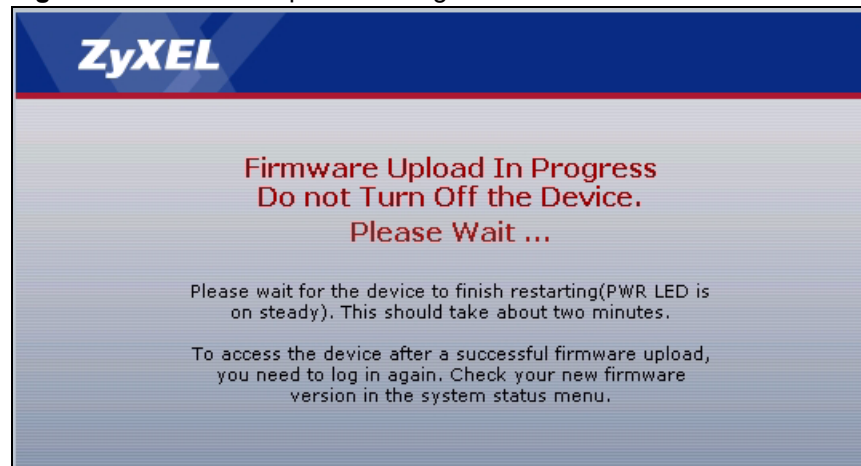 ZyXEL
Firmware Upload In Progress
Do not Turn Off the Device.
Please Wait ...
Please wait for the device to finish restarting(PWR LED is
on steady). This should take about two minutes.
To access the device after a successful firmware upload,
you need to log in again. Check your new firmware
version in the system status menu.